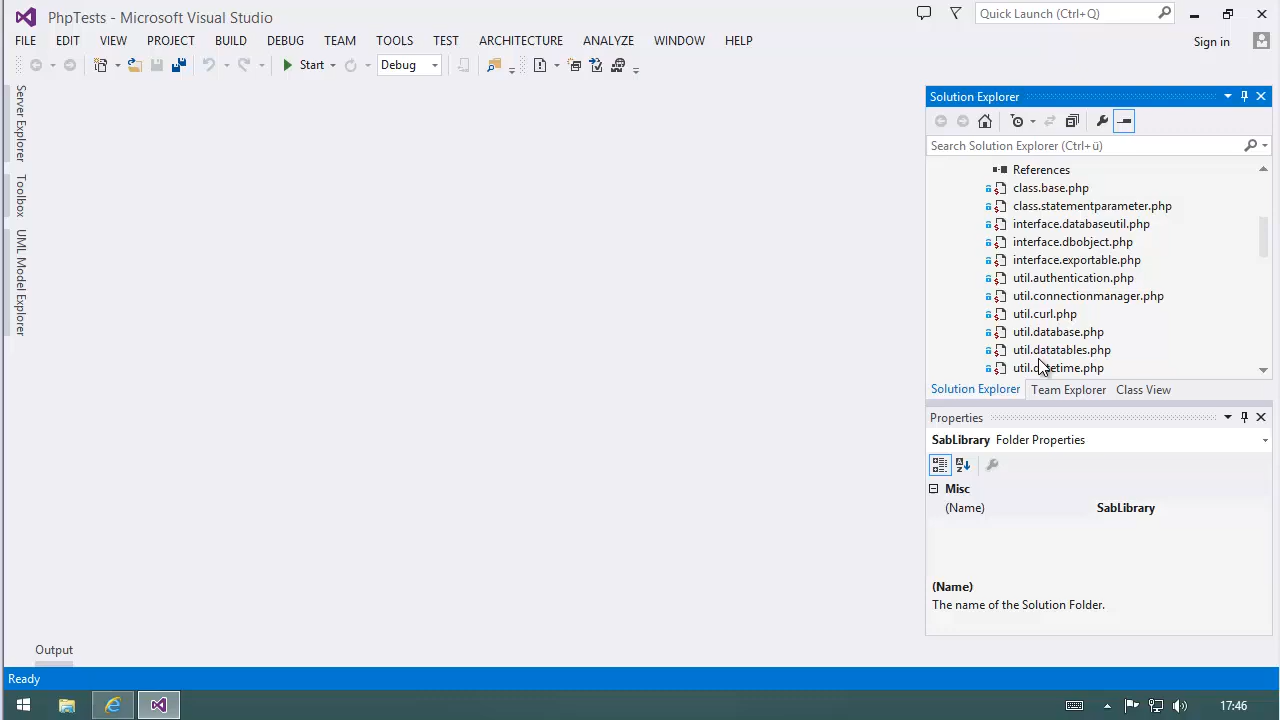 PhpTests - Microsoft Visual Studio
Quick Launch (Ctrl+Q)
FILE EDIT VIEW PROJECT BUILD DEBUG TEAM TOOLS TEST ARCHITECTURE ANALYZE WINDOW HELP
Sign in
Start
Debug
Server Explorer
Toolbox
UML Model Explorer
Solution Explorer
Search Solution Explorer (Ctrl+ü)
References
class.base.php
class.statementparameter.php
interface.databaseutil.php
interface.dbobject.php
interface.exportable.php
util.authentication.php
util.connectionmanager.php
util.curl.php
util.database.php
util.datatables.php
util.datetime.php
Solution Explorer Team Explorer Class View
Properties
SabLibrary Folder Properties
Misc
(Name) SabLibrary
(Name)
The name of the Solution Folder.
Output
Ready
17:46